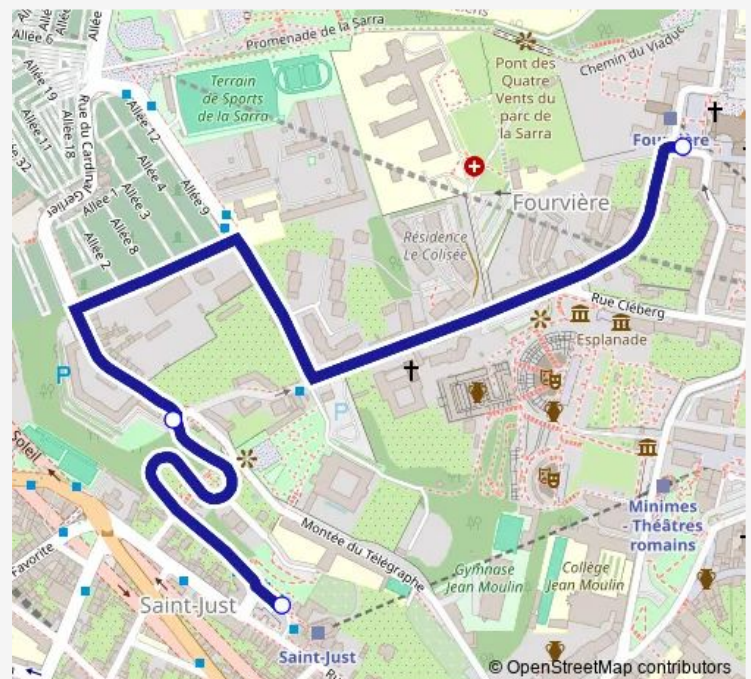 Allée 6
Allée
Promenade de la Sarra
Chemin du Viaduc
Allée 19
Allée 11
Allée 18
Rue du Cardinal
Gerlier
Allée 12
Terrain
de Sports
de la Sarra
Pont des
Quatre
Vents du
parc de
la Sarra
Allée 4
Allée 3
Allée 1
Allée 8
Allée 2
Allée 9
Fourvière
Résidence
Le Colisée
Rue Cléberg
Esplanade
P
P
Soleil
Minimes
- Théâtres
romains
Montée du Télégraphe
Favorite
Saint-Just
Gymnase
Jean Moulin
Collège
Jean Moulin
Saint-Just
© OpenStreetMap contributors